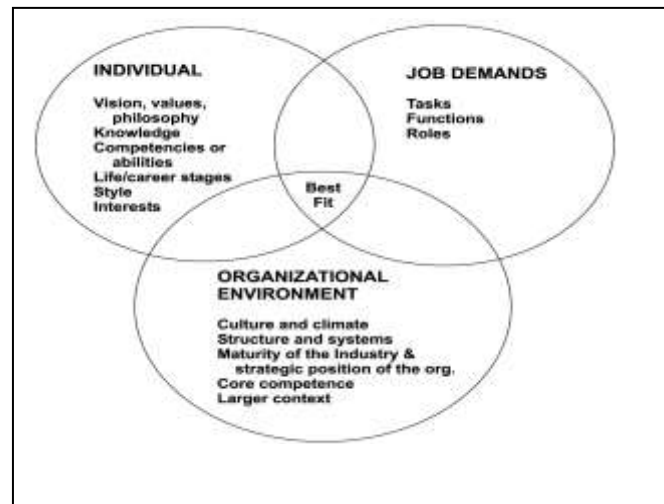 INDIVIDUAL
Vision, values,
philosophy
Knowledge
Competencies or
abilities
Life/career stages
Style
Interests
JOB DEMANDS
Tasks
Functions
Roles
Best
Fit
ORGANIZATIONAL
ENVIRONMENT
Culture and climate
Structure and systems
Maturity of the Industry &
strategic position of the org.
Core competence
Larger context